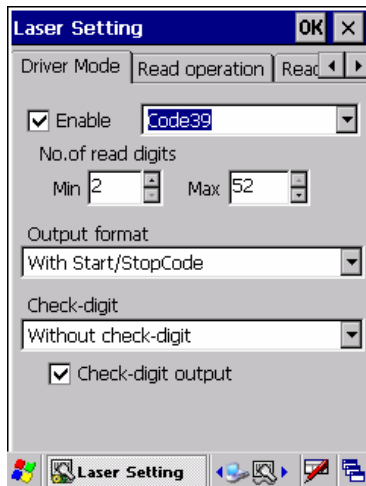 Laser Setting OK
Driver Mode Read operation Read
Enable Code39
No.of read digits
Min 2 Max 52
Output format
With Start/StopCode
Check-digit
Without check-digit
Check-digit output
Laser Setting